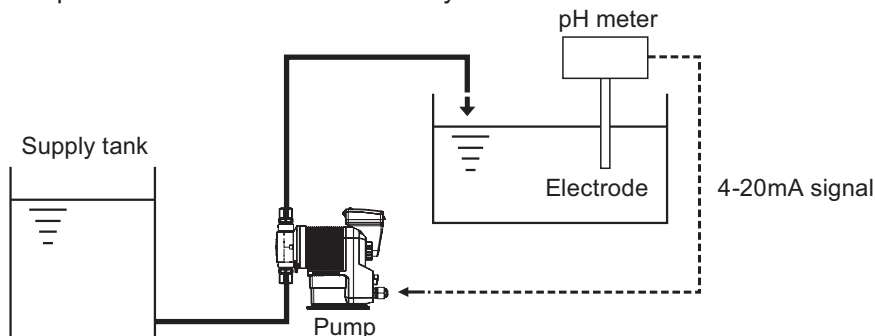 pH meter
Supply tank
Electrode
4-20mA signal
Pump